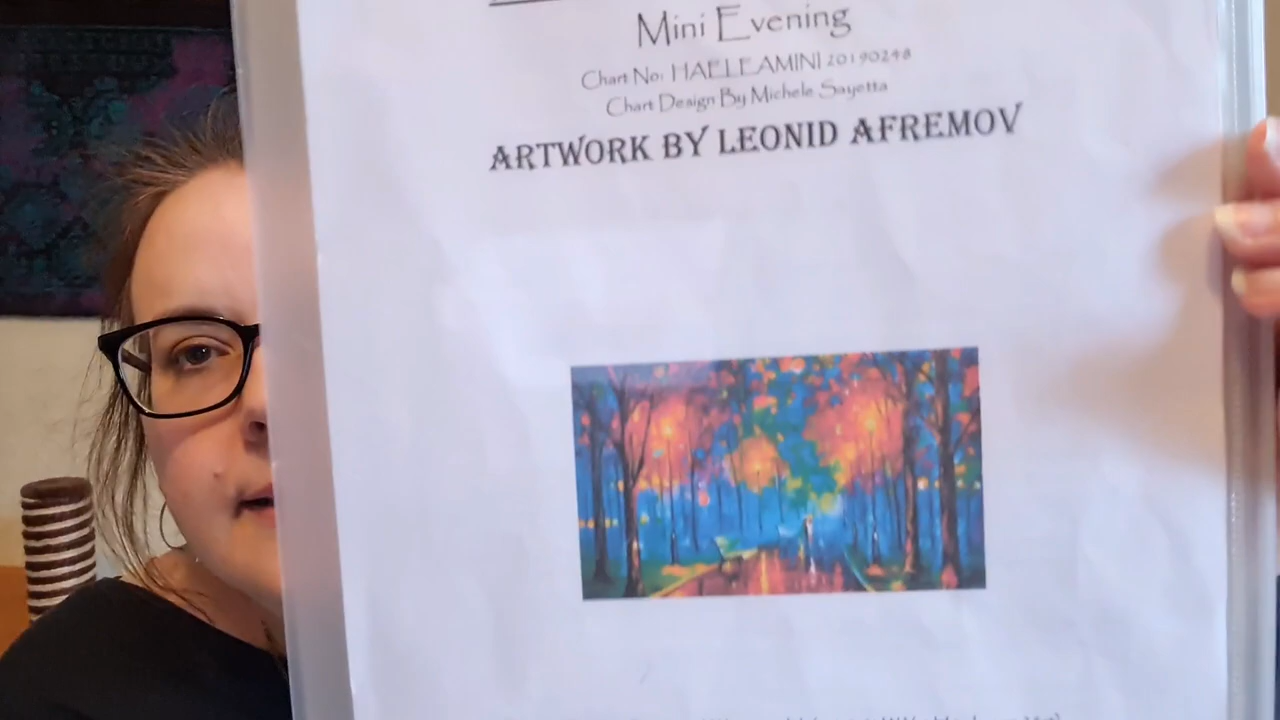 Mini Evening
Chart No: HAELEAMINI 20190248
Chart Design By Michele Sayetta
ARTWORK BY LEONID AFREMOV